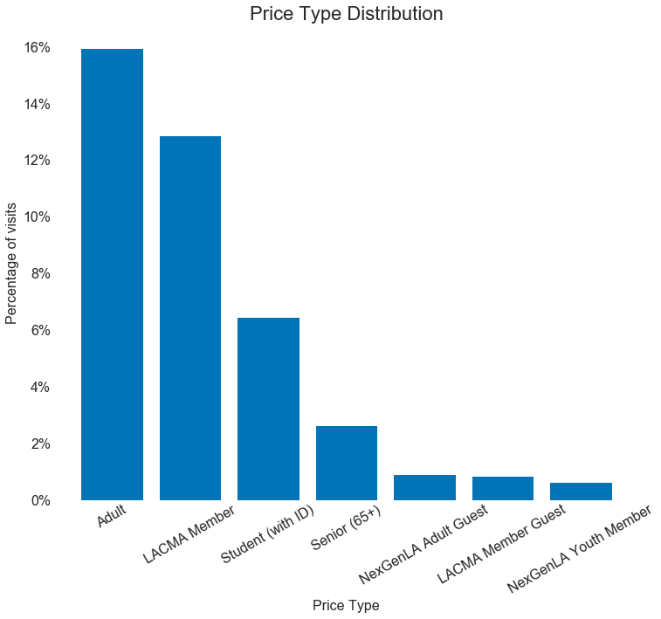 Price Type Distribution
16%
14%
12%
10%
8%
6%
4%
2%
0%
Percentage of visits
Adult
LACMA Member
Student (with ID)
Senior (65+)
NexGenLA Adult Guest
LACMA Member Guest
NexGenLA Youth Member
Price Type